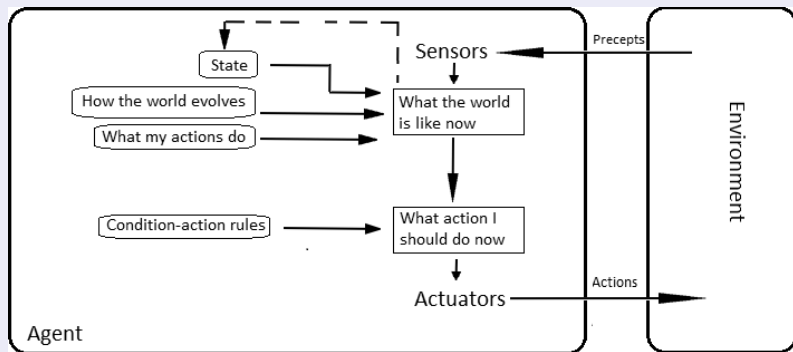 Sensors
Precepts
State
How the world evolves
What my actions do
What the world
is like now
Environment
Condition-action rules
What action I
should do now
Actions
Actuators
Agent